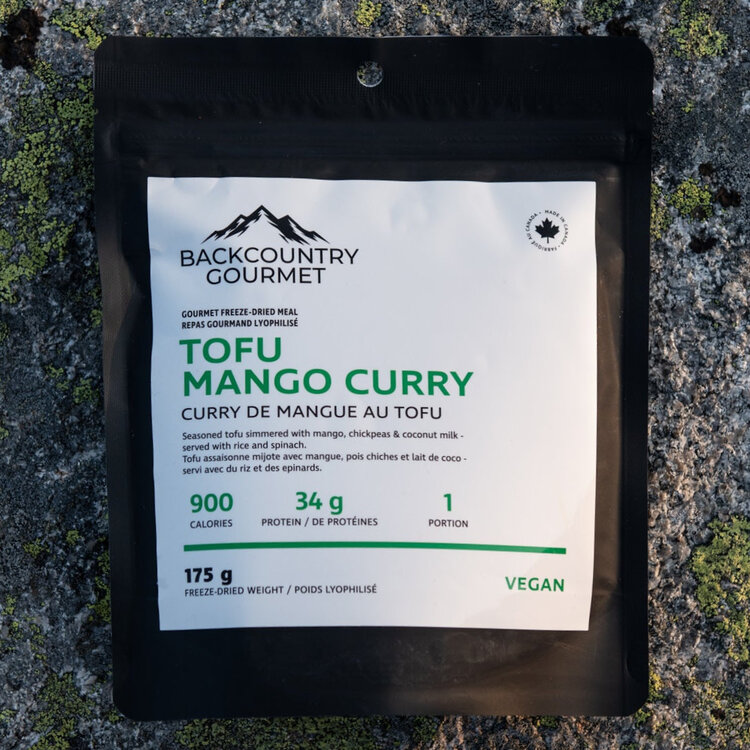 BACKCOUNTRY
GOURMET
MADE IN CANADA • FABRIQUÉ AU CANADA •
GOURMET FREEZE-DRIED MEAL
REPAS GOURMAND LYOPHILISÉ
TOFU
MANGO CURRY
CURRY DE MANGUE AU TOFU
Seasoned tofu simmered with mango, chickpeas & coconut milk -
served with rice and spinach.
Tofu assaisonne mijote avec mangue, pois chiches et lait de coco -
servi avec du riz et des epinards.
900 34 g 1
CALORIES PROTEIN / DE PROTÉINES PORTION
175 g
FREEZE-DRIED WEIGHT / POIDS LYOPHILISÉ
VEGAN